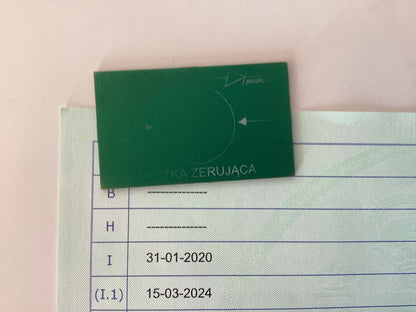 PŁYTKA ZERUJĄCA
B --------------
H --------------
I 31-01-2020
(I.1) 15-03-2024